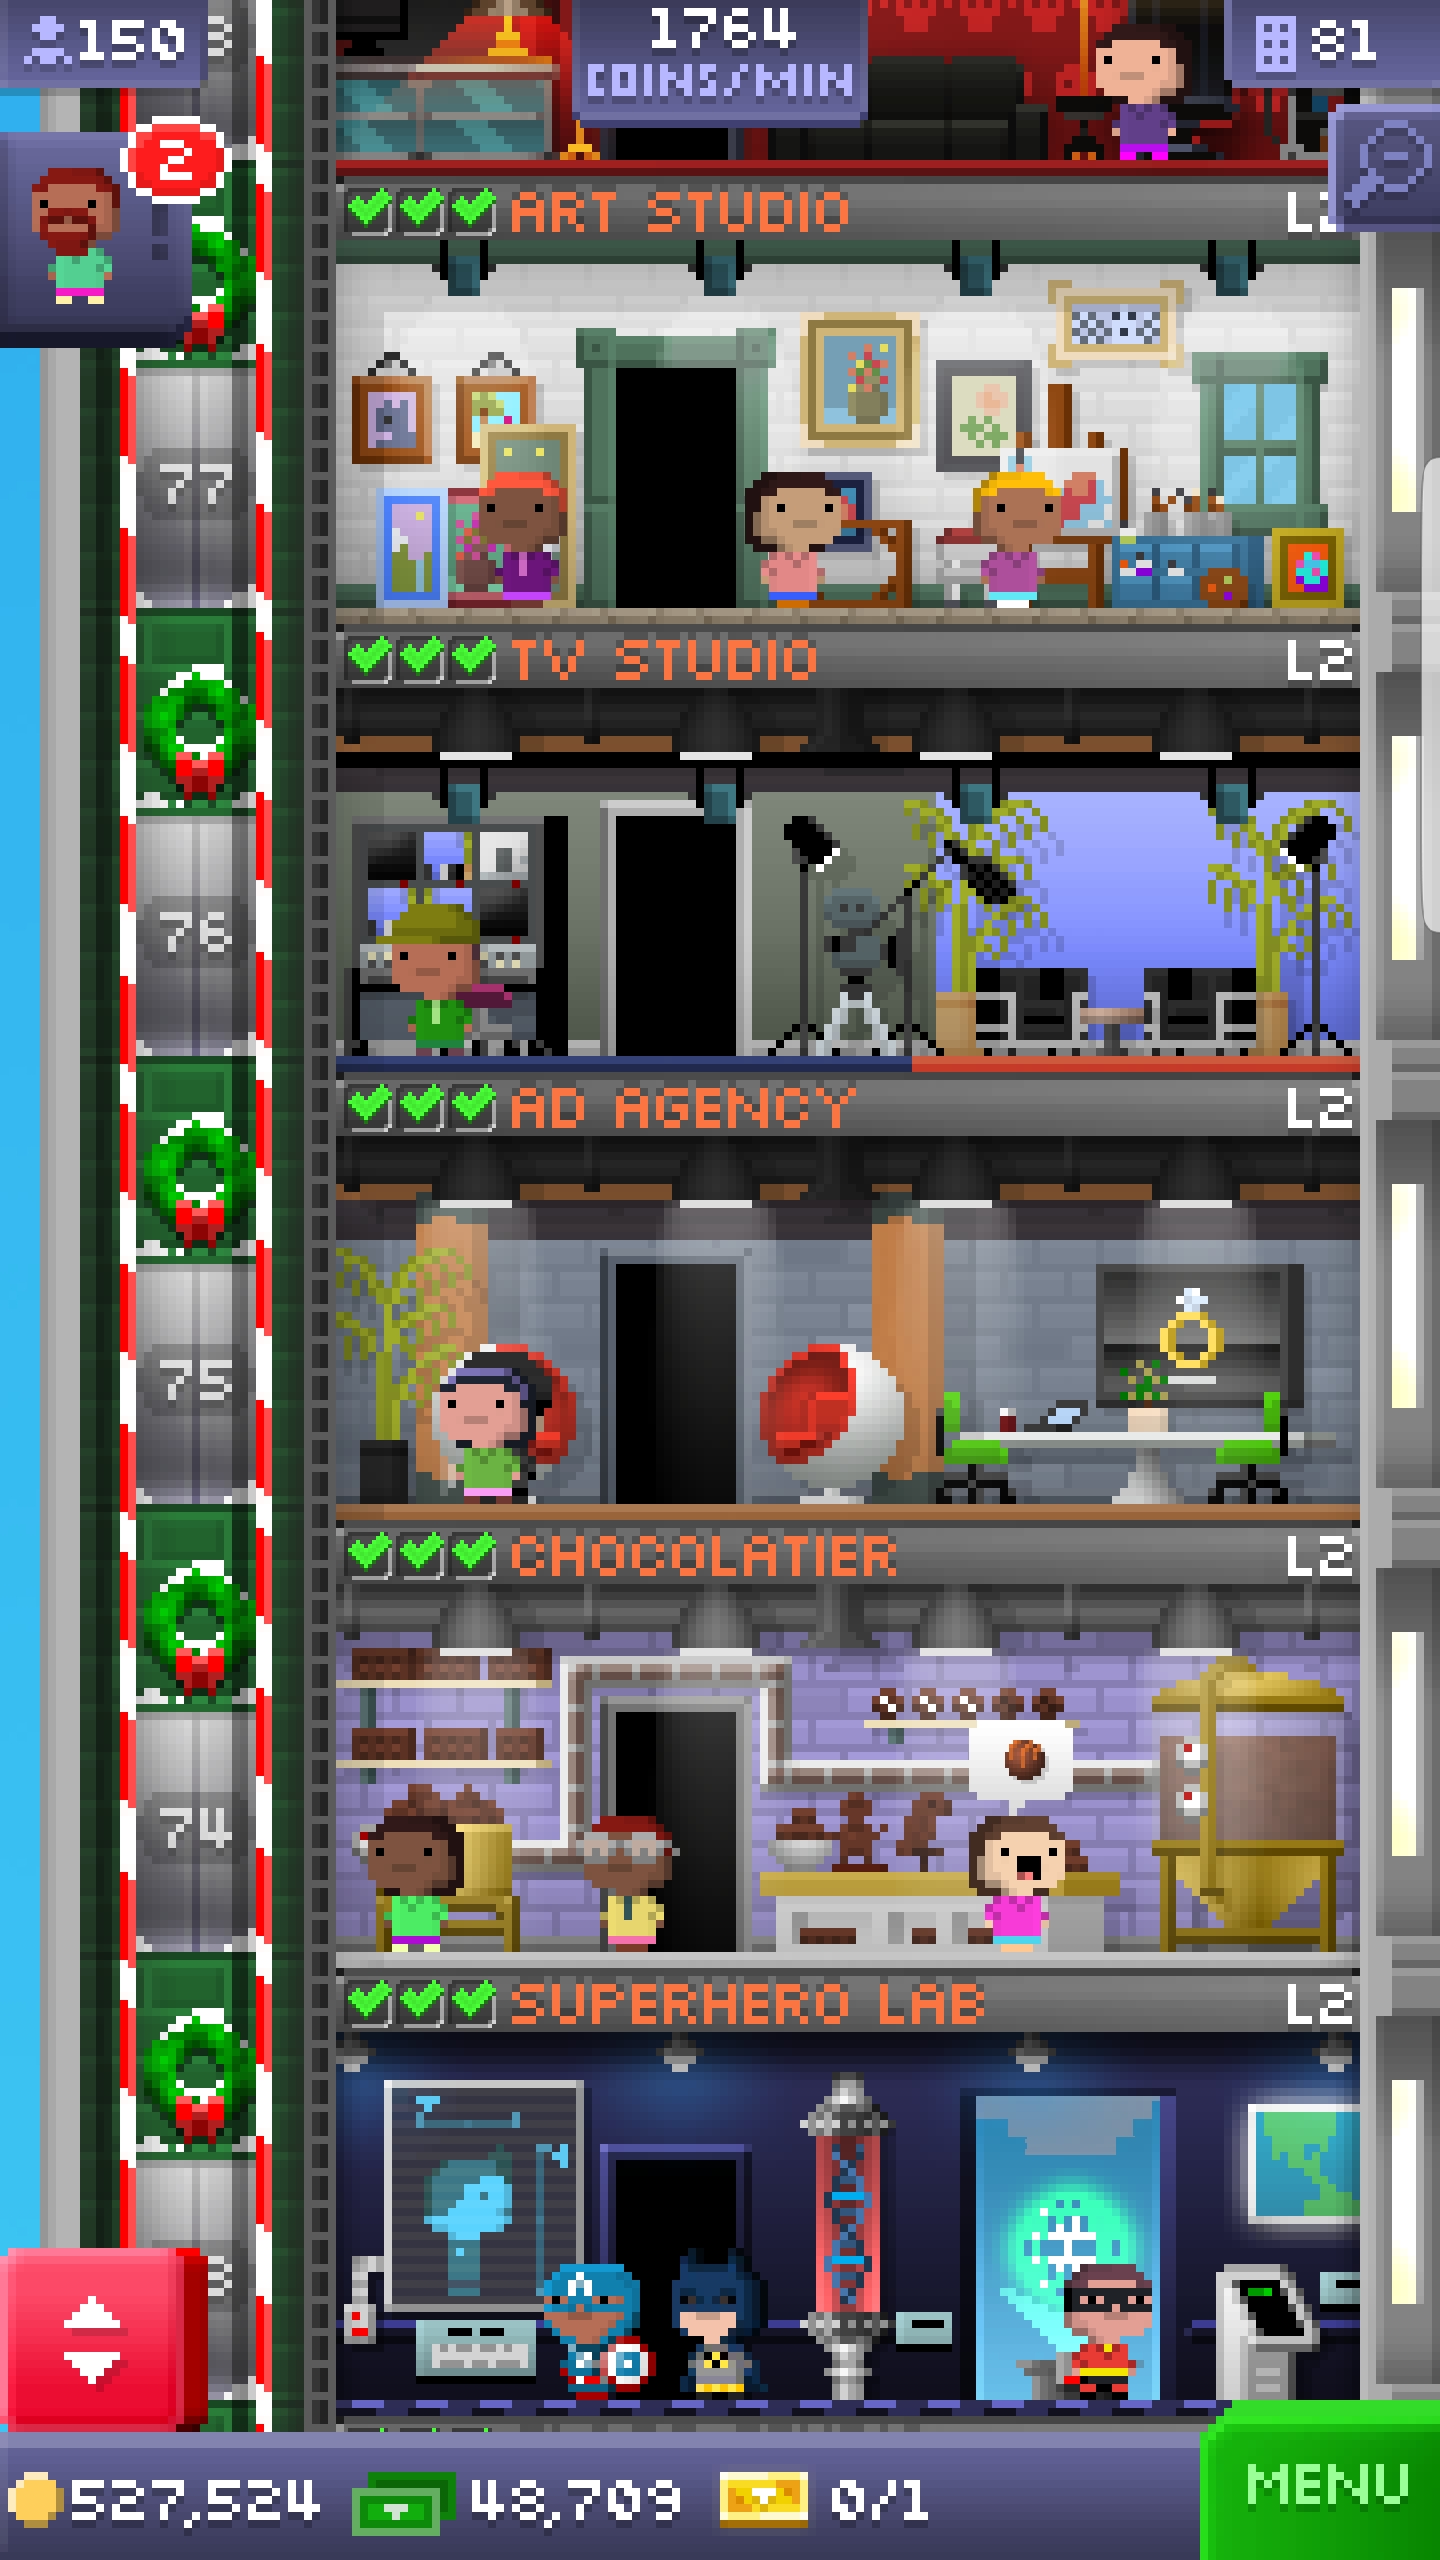 150
1764
COINS/MIN
81
2
ART STUDIO
77
TV STUDIO L2
76
AD AGENCY L2
75
CHOCOLATIER L2
74
SUPERHERO LAB L2
527,524 48,709 0/1
MENU